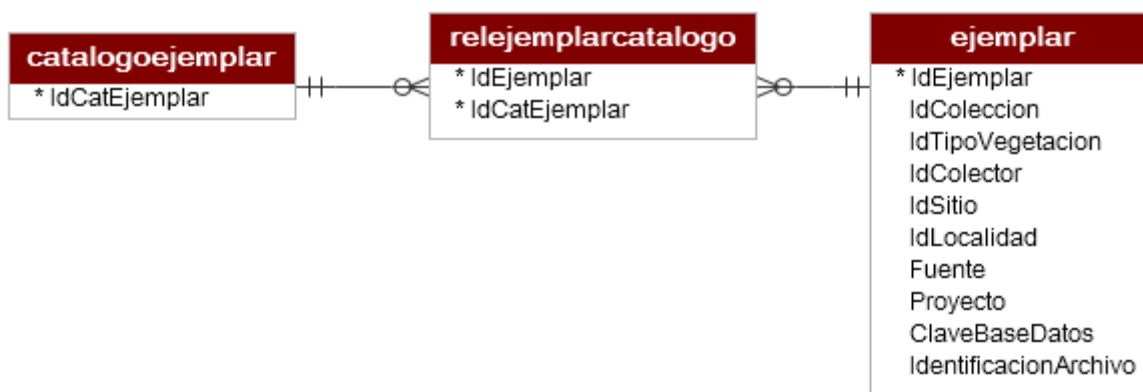 catalogoejemplar
* IdCatEjemplar
relejemplarcatalogo
* IdEjemplar
* IdCatEjemplar
ejemplar
* IdEjemplar
IdColeccion
IdTipoVegetacion
IdColector
IdSitio
IdLocalidad
Fuente
Proyecto
ClaveBaseDatos
IdentificacionArchivo